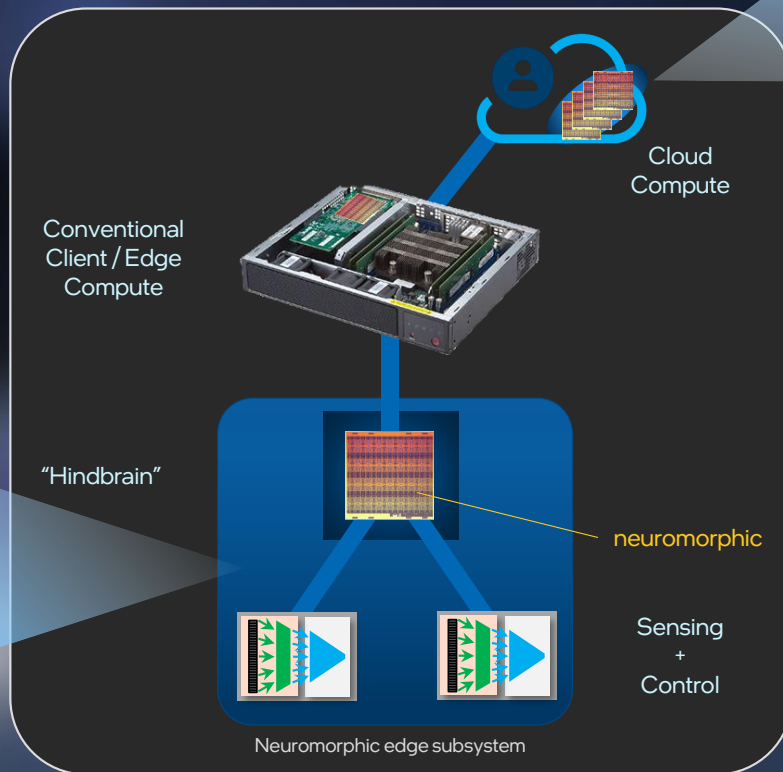 Cloud
Compute
Conventional
Client / Edge
Compute
“Hindbrain”
neuromorphic
Sensing
+
Control
Neuromorphic edge subsystem